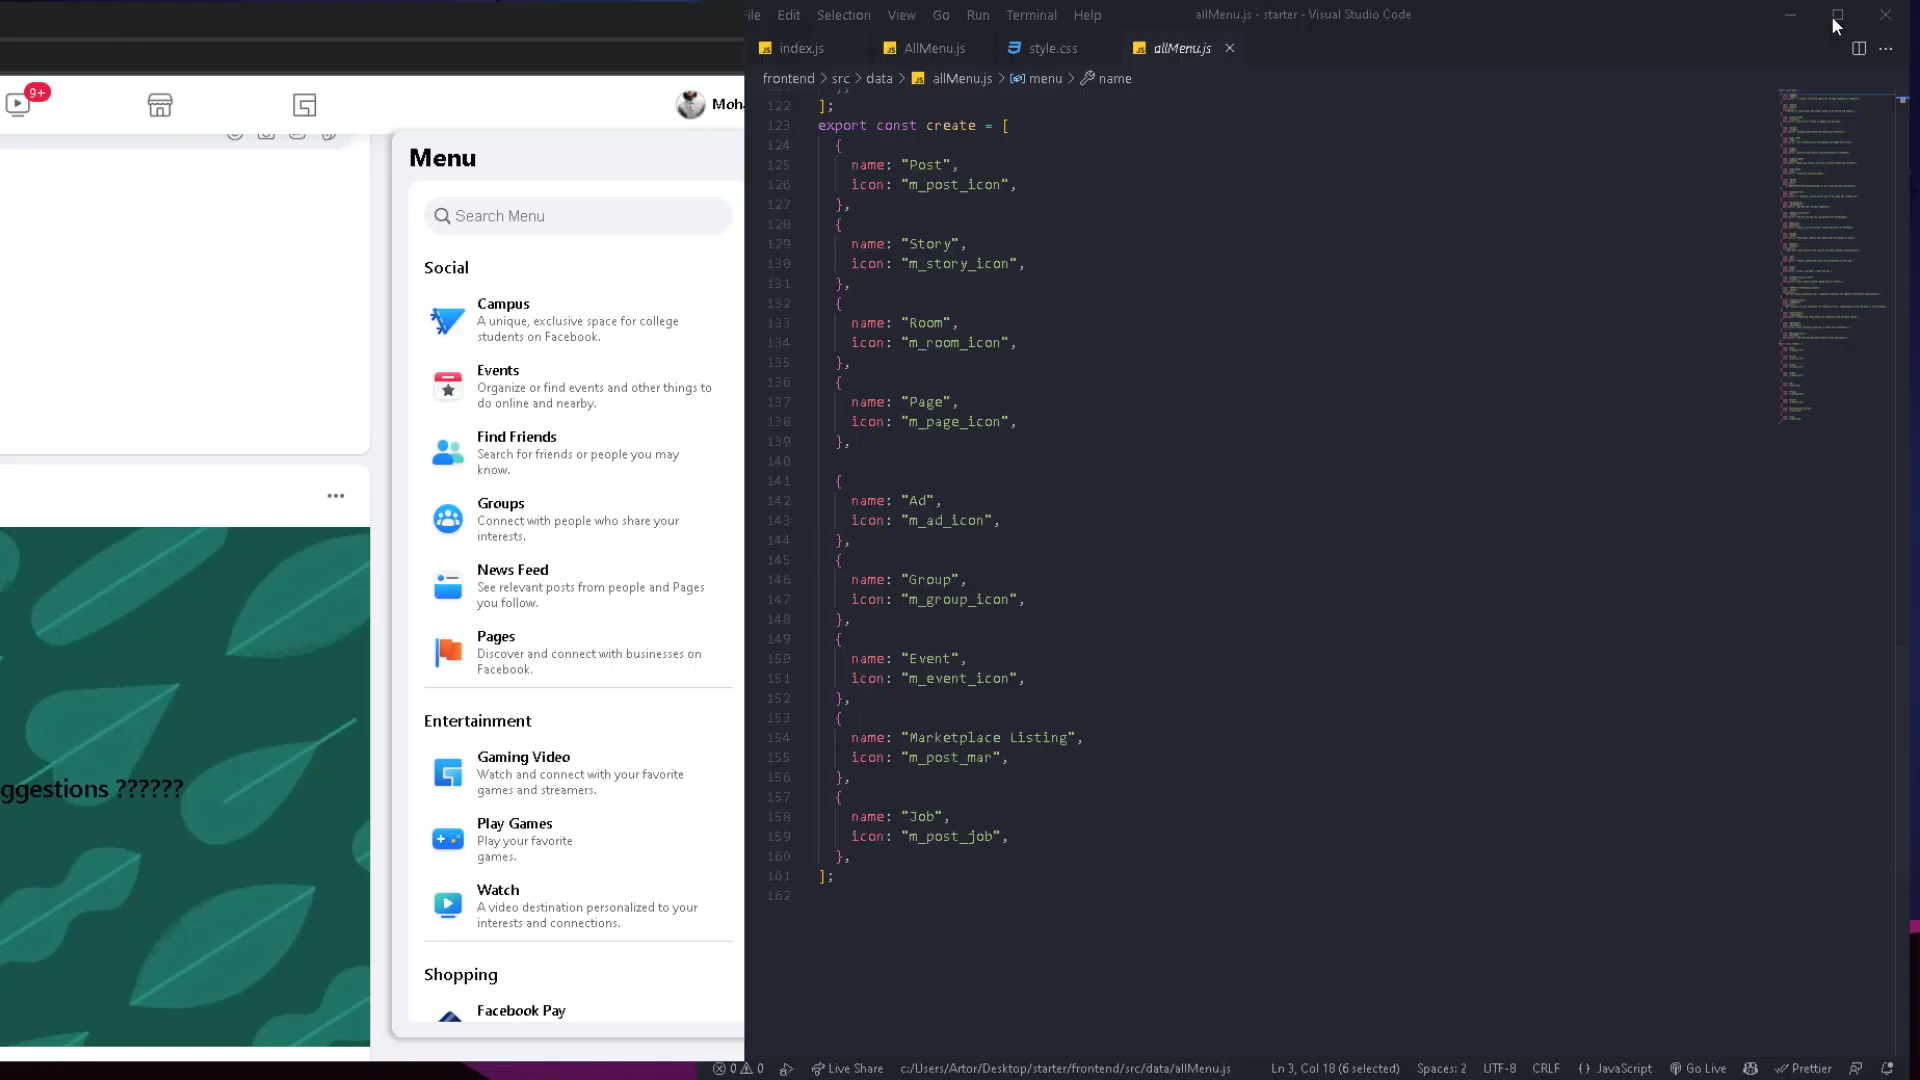 File Edit Selection View Go Run Terminal Help
allMenu.js - starter - Visual Studio Code
index.js
AllMenu.js
style.css
allMenu.js
frontend > src > data > allMenu.js > menu > name
9+
Menu
Search Menu
Social
Campus
A unique, exclusive space for college
students on Facebook.
Events
Organize or find events and other things to
do online and nearby.
Find Friends
Search for friends or people you may
know.
Groups
Connect with people who share your
interests.
News Feed
See relevant posts from people and Pages
you follow.
Pages
Discover and connect with businesses on
Facebook.
Entertainment
Gaming Video
Watch and connect with your favorite
games and streamers.
Play Games
Play your favorite
games.
Watch
A video destination personalized to your
interests and connections.
Shopping
Facebook Pay
ggestions ??????
122 ];
123 export const create = [
124 {
125 name: "Post",
126 icon: "m_post_icon",
127 },
128 {
129 name: "Story",
130 icon: "m_story_icon",
131 },
132 {
133 name: "Room",
134 icon: "m_room_icon",
135 },
136 {
137 name: "Page",
138 icon: "m_page_icon",
139 },
140
141 {
142 name: "Ad",
143 icon: "m_ad_icon",
144 },
145 {
146 name: "Group",
147 icon: "m_group_icon",
148 },
149 {
150 name: "Event",
151 icon: "m_event_icon",
152 },
153 {
154 name: "Marketplace Listing",
155 icon: "m_post_mar",
156 },
157 {
158 name: "Job",
159 icon: "m_post_job",
160 },
161 ];
162
0 0 Live Share c:/Users/Artor/Desktop/starter/frontend/src/data/allMenu.js Ln 3, Col 18 (6 selected) Spaces: 2 UTF-8 CRLF {} JavaScript Go Live Prettier